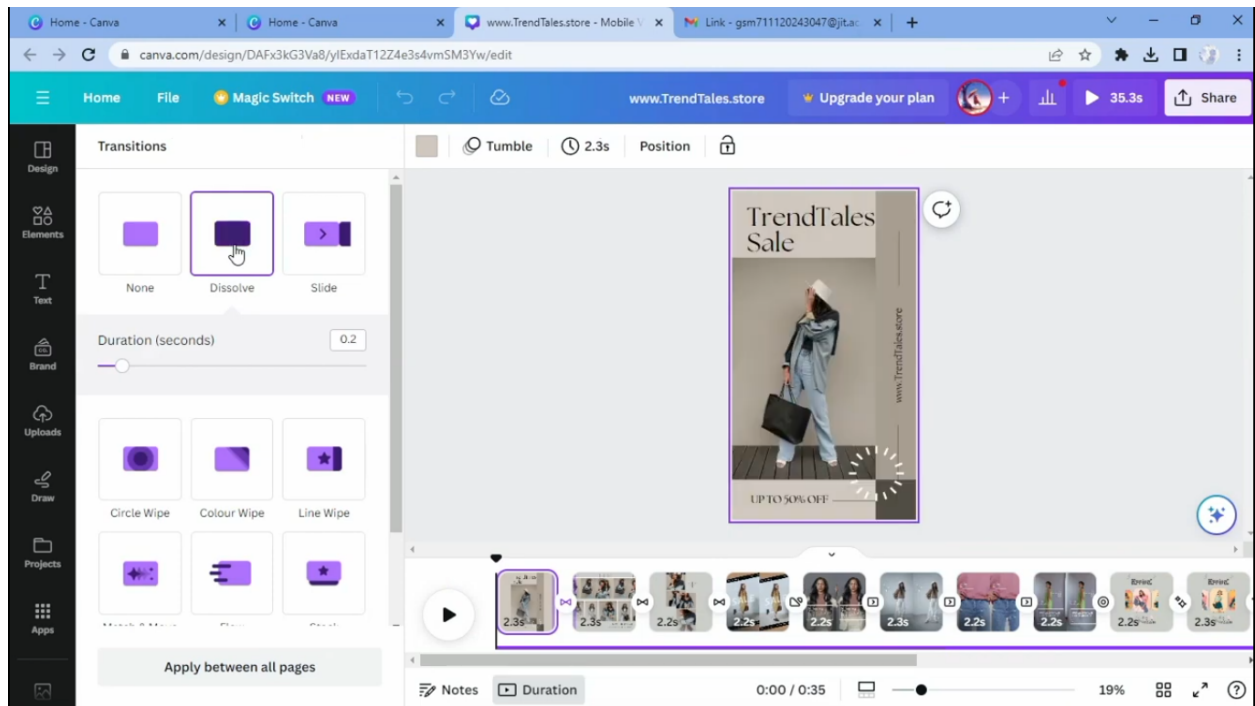 Home - Canva
Home - Canva
www.TrendTales.store - Mobile V
Link - gsm711120243047@jit.ac
canva.com/design/DAFx3kG3Va8/ylExdaT12Z4e3s4vmSM3Yw/edit
Home File Magic Switch NEW
www.TrendTales.store
Upgrade your plan
35.3s
Share
Design
Elements
Text
Brand
Uploads
Draw
Projects
Apps
Transitions
None Dissolve Slide
Duration (seconds) 0.2
Circle Wipe Colour Wipe Line Wipe
Match & Move Flow Stack
Apply between all pages
Tumble 2.3s Position
TrendTales
Sale
www.TrendTales.store
UP TO 50% OFF
2.3s 2.3s 2.2s 2.2s 2.2s 2.3s 2.2s 2.2s 2.2s 2.3s
Notes Duration 0:00 / 0:35 19%